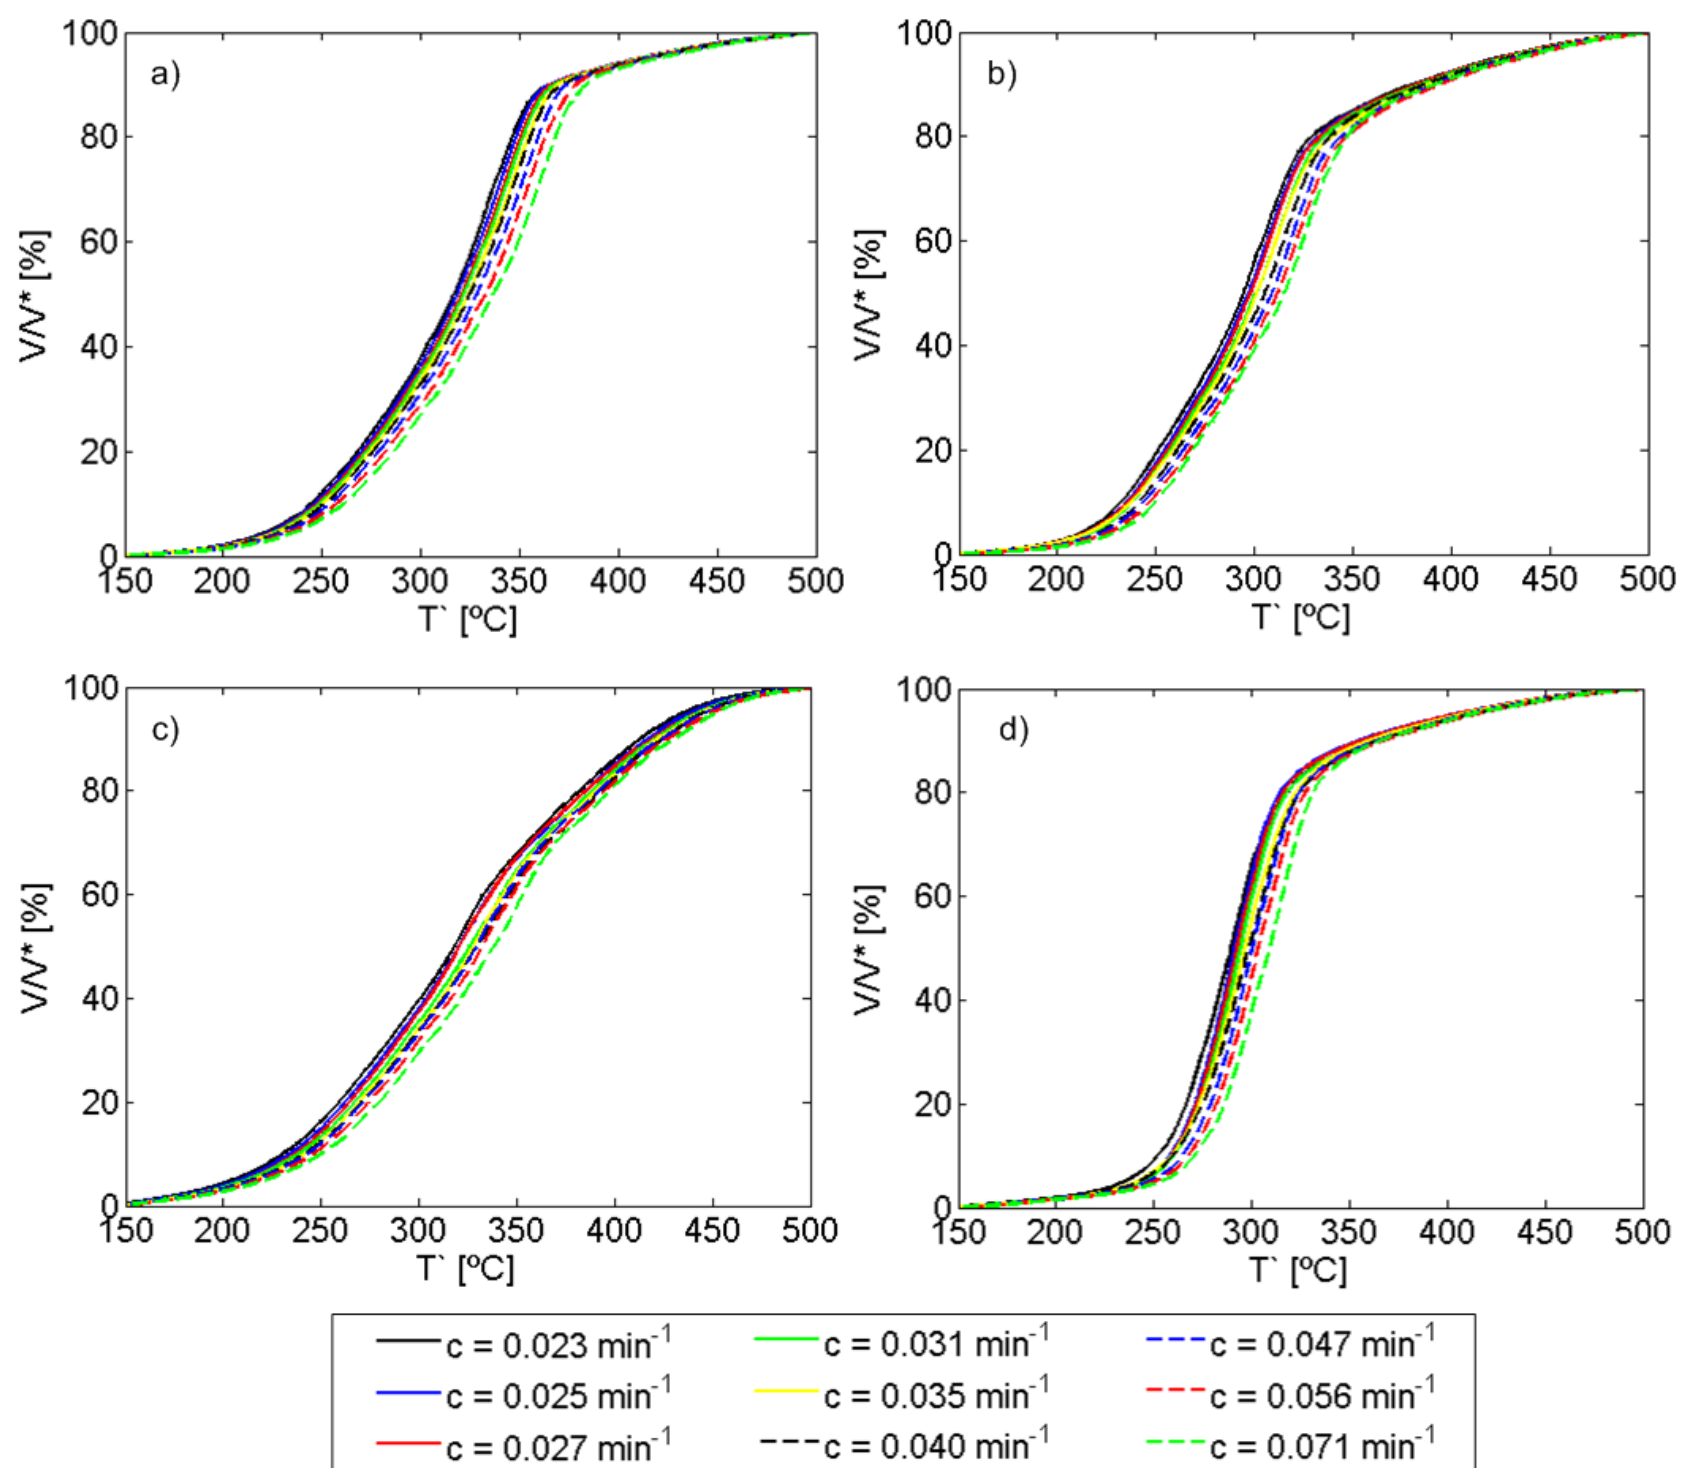 a)
100
80
60
40
20
0
V/V* [%]
150 200 250 300 350 400 450 500
T` [ºC]
b)
100
80
60
40
20
0
V/V* [%]
150 200 250 300 350 400 450 500
T` [ºC]
c)
100
80
60
40
20
0
V/V* [%]
150 200 250 300 350 400 450 500
T` [ºC]
d)
100
80
60
40
20
0
V/V* [%]
150 200 250 300 350 400 450 500
T` [ºC]
c = 0.023 min⁻¹ c = 0.031 min⁻¹ c = 0.047 min⁻¹
c = 0.025 min⁻¹ c = 0.035 min⁻¹ c = 0.056 min⁻¹
c = 0.027 min⁻¹ c = 0.040 min⁻¹ c = 0.071 min⁻¹